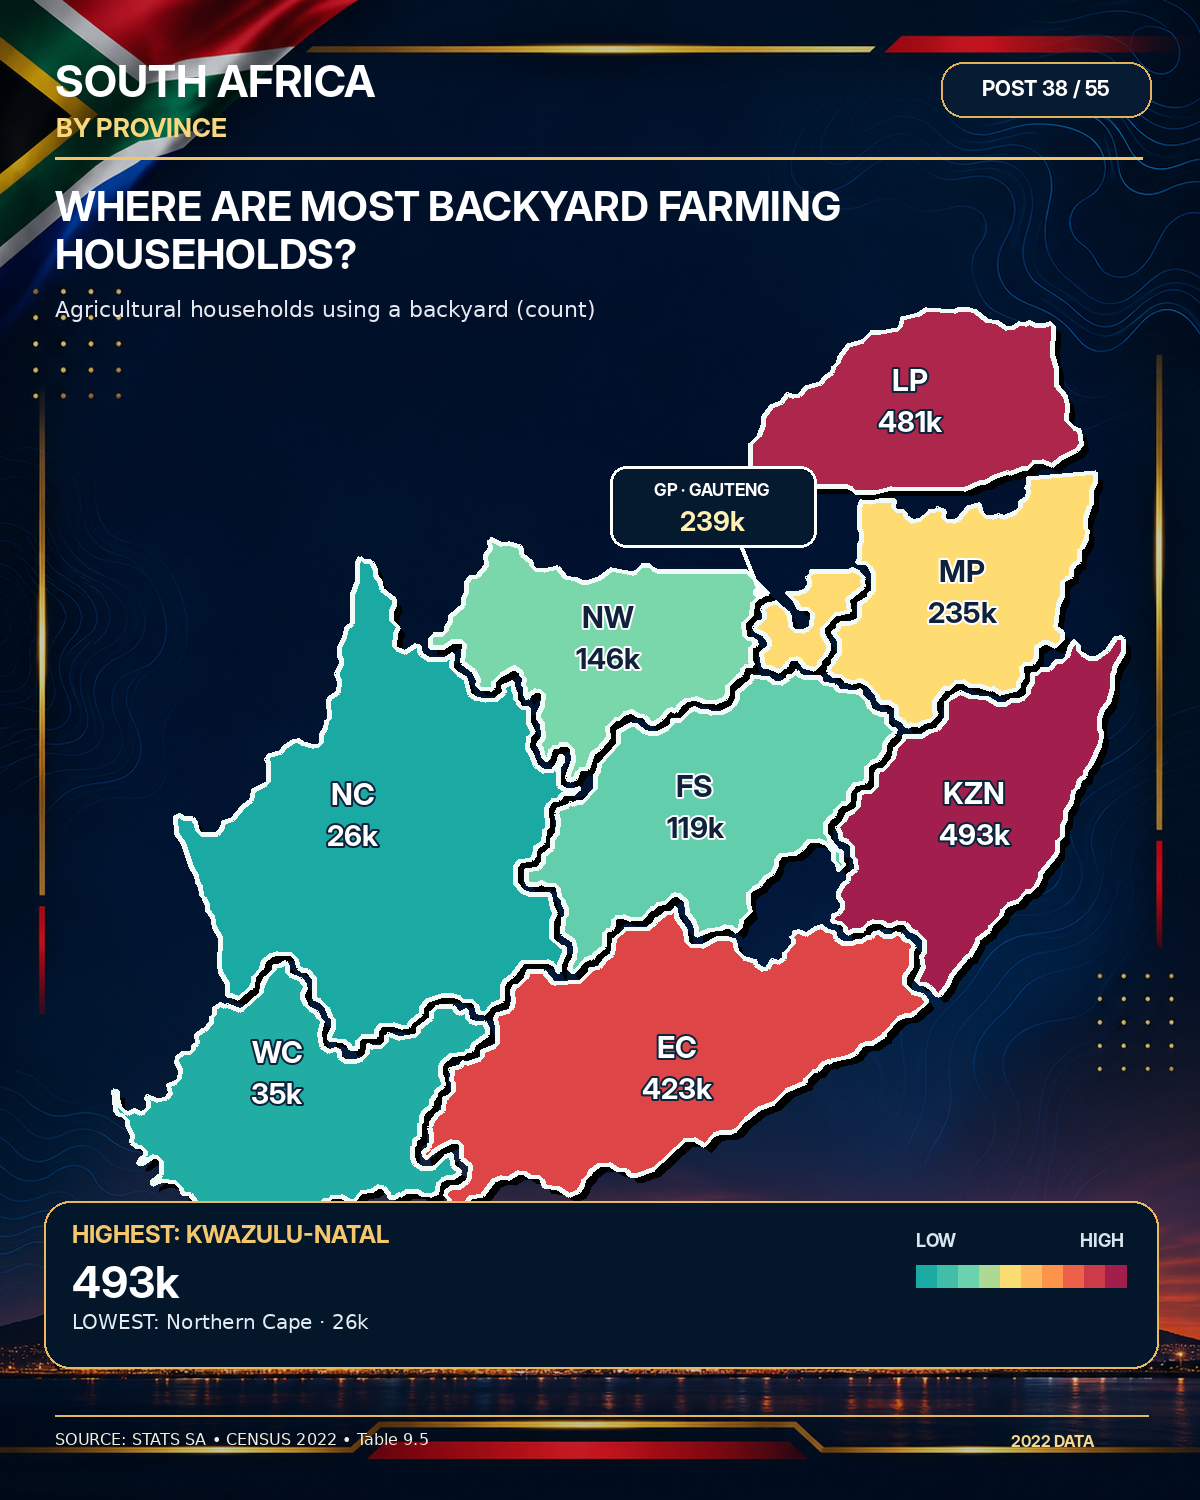 SOUTH AFRICA
BY PROVINCE
POST 38 / 55
WHERE ARE MOST BACKYARD FARMING
HOUSEHOLDS?
Agricultural households using a backyard (count)
LP
481k
GP · GAUTENG
239k
MP
235k
NW
146k
NC
26k
FS
119k
KZN
493k
WC
35k
EC
423k
HIGHEST: KWAZULU-NATAL
493k
LOWEST: Northern Cape · 26k
LOW HIGH
SOURCE: STATS SA • CENSUS 2022 • Table 9.5
2022 DATA